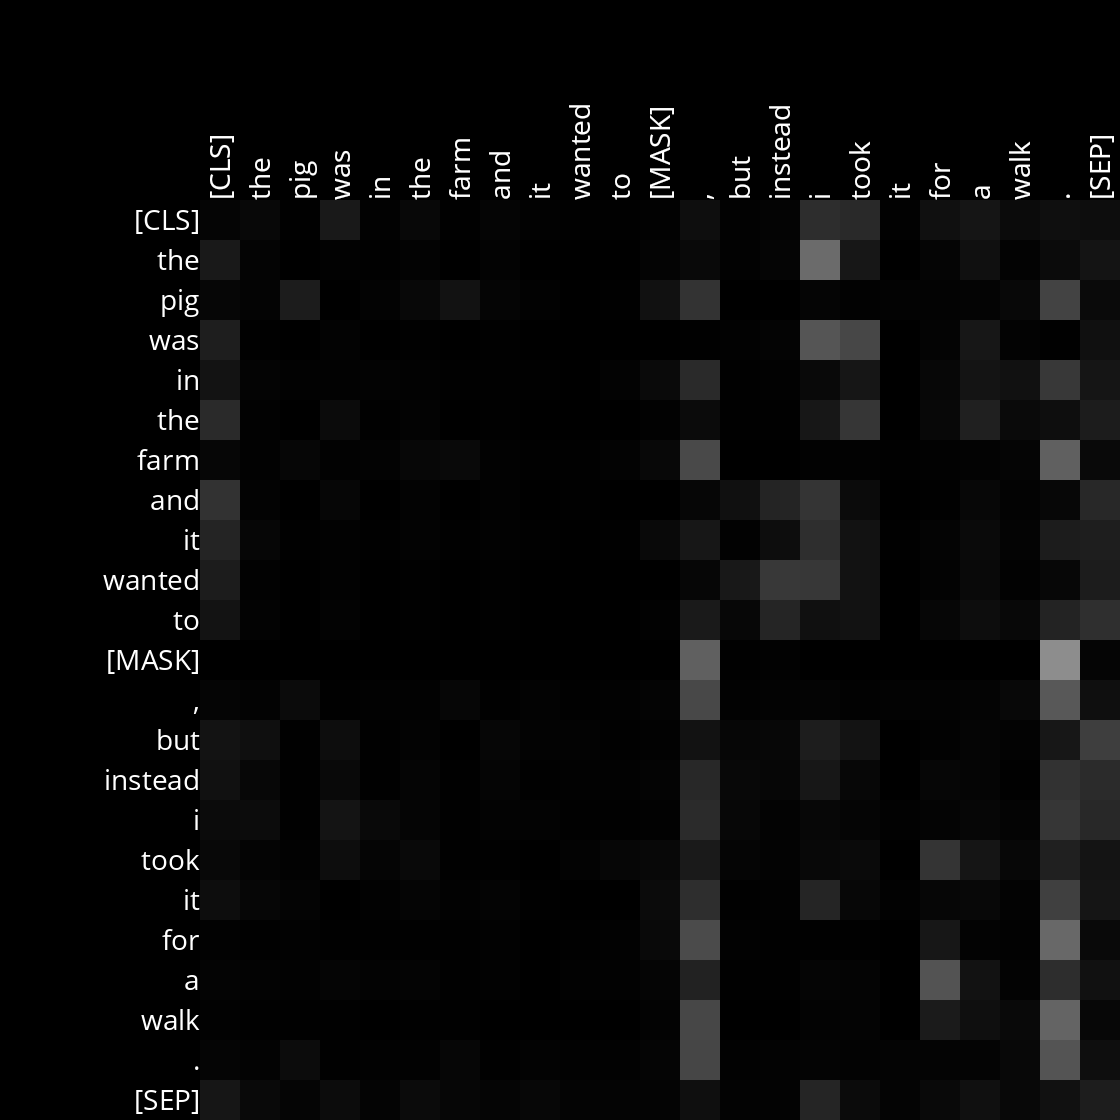 [CLS] the pig was in the farm and it wanted to [MASK] , but instead i took it for a walk . [SEP]
[CLS]
the
pig
was
in
the
farm
and
it
wanted
to
[MASK]
,
but
instead
i
took
it
for
a
walk
.
[SEP]